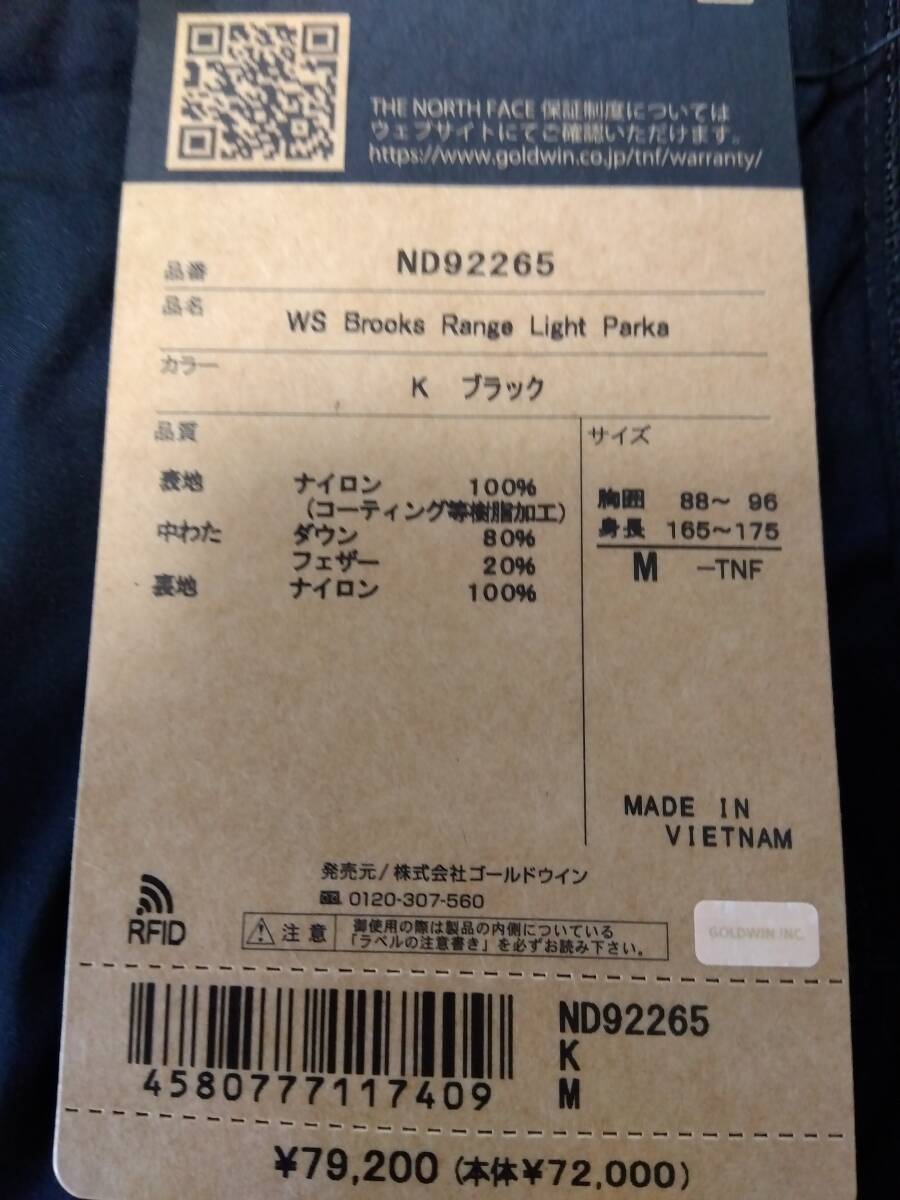 THE NORTH FACE 保証制度については
ウェブサイトにてご確認いただけます。
https://www.goldwin.co.jp/tnf/warranty/
品番 ND92265
品名 WS Brooks Range Light Parka
カラー K ブラック
品質
表地 ナイロン 100%
(コーティング等樹脂加工)
中わた ダウン 80%
フェザー 20%
裏地 ナイロン 100%
サイズ
胸囲 88～ 96
身長 165～175
M －TNF
MADE IN
VIETNAM
発売元/株式会社ゴールドウイン
0120-307-560
RFID
注意
御使用の際は製品の内側についている
「ラベルの注意書き」を必ずお読み下さい。
GOLDWIN INC.
4580777117409
ND92265
K
M
¥79,200 (本体¥72,000)